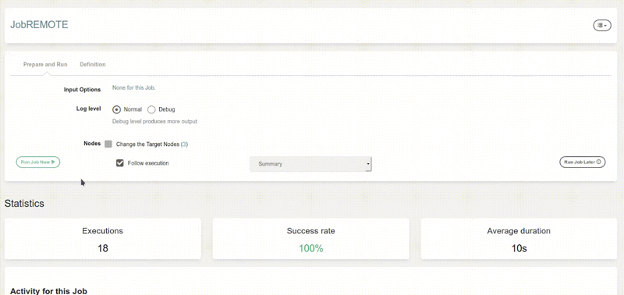 JobREMOTE
Prepare and Run Definition
Input Options None for this Job.
Log level Normal Debug
Debug level produces more output
Nodes Change the Target Nodes (3)
Run Job Now Follow execution Summary Run Job Later
Statistics
Executions Success rate Average duration
18 100% 10s
Activity for this Job